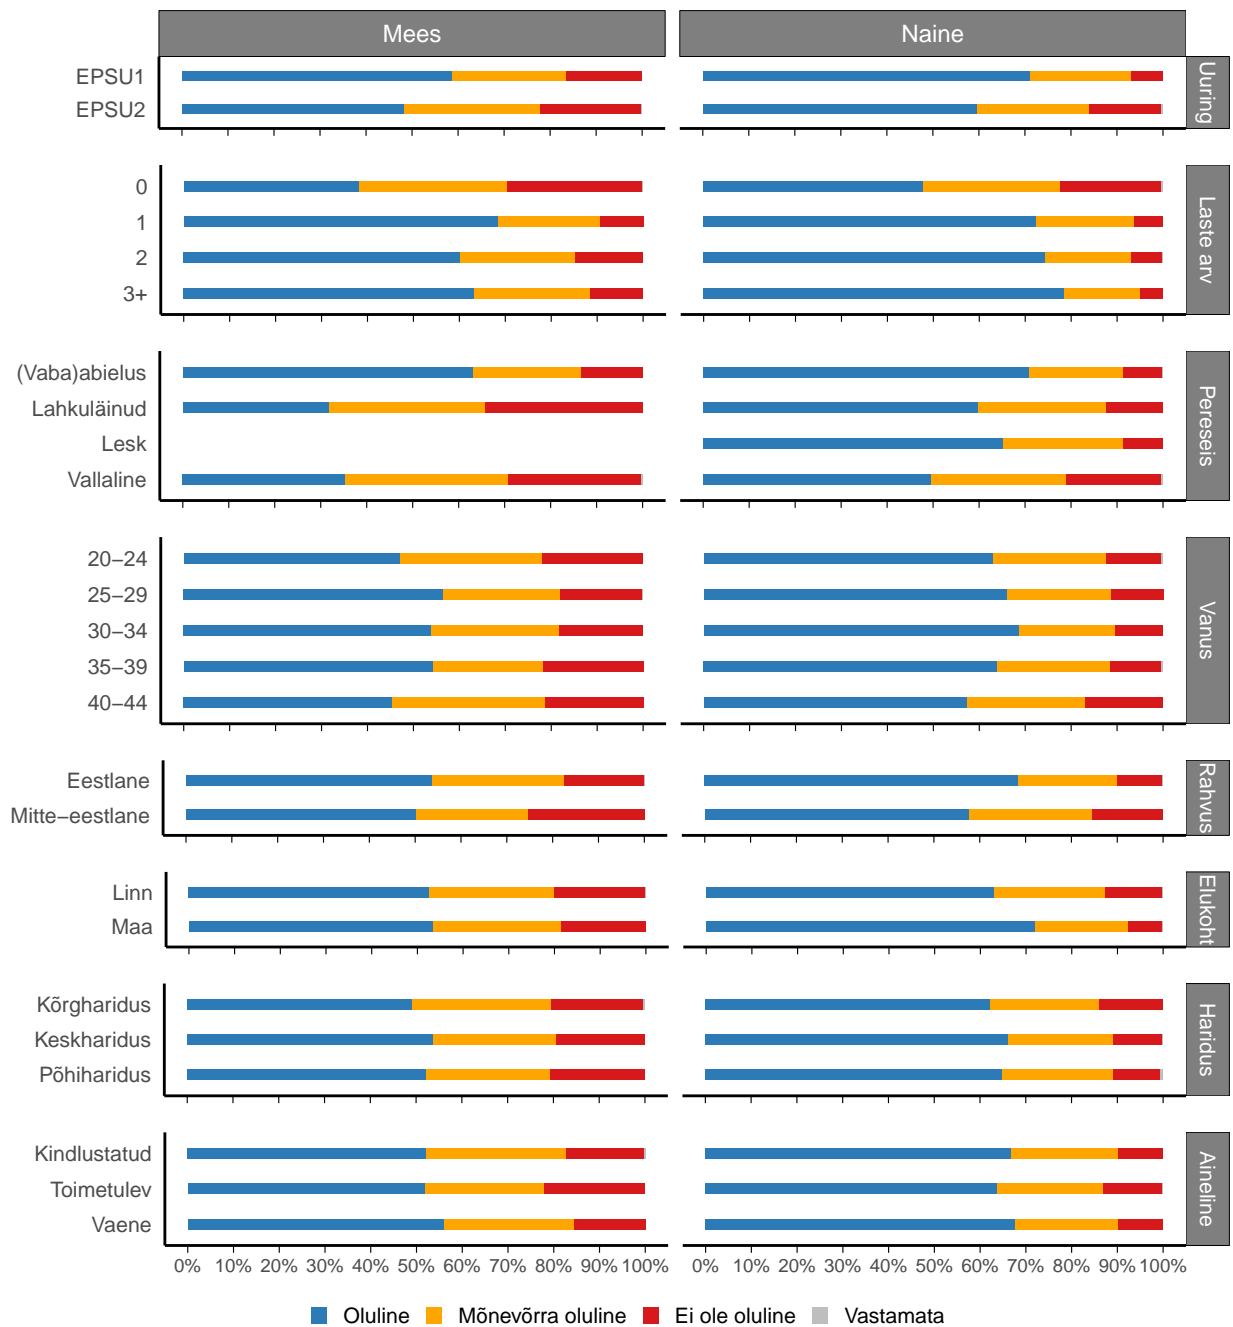 Mees
Naine
EPSU1
EPSU2
Uuring
0
1
2
3+
Laste arv
(Vaba)abielus
Lahkuläinud
Lesk
Vallaline
Pereseis
20−24
25−29
30−34
35−39
40−44
Vanus
Eestlane
Mitte−eestlane
Rahvus
Linn
Maa
Elukoht
Kõrgharidus
Keskharidus
Põhiharidus
Haridus
Kindlustatud
Toimetulev
Vaene
Aineline
0% 10% 20% 30% 40% 50% 60% 70% 80% 90% 100%
0% 10% 20% 30% 40% 50% 60% 70% 80% 90% 100%
Oluline Mõnevõrra oluline Ei ole oluline Vastamata